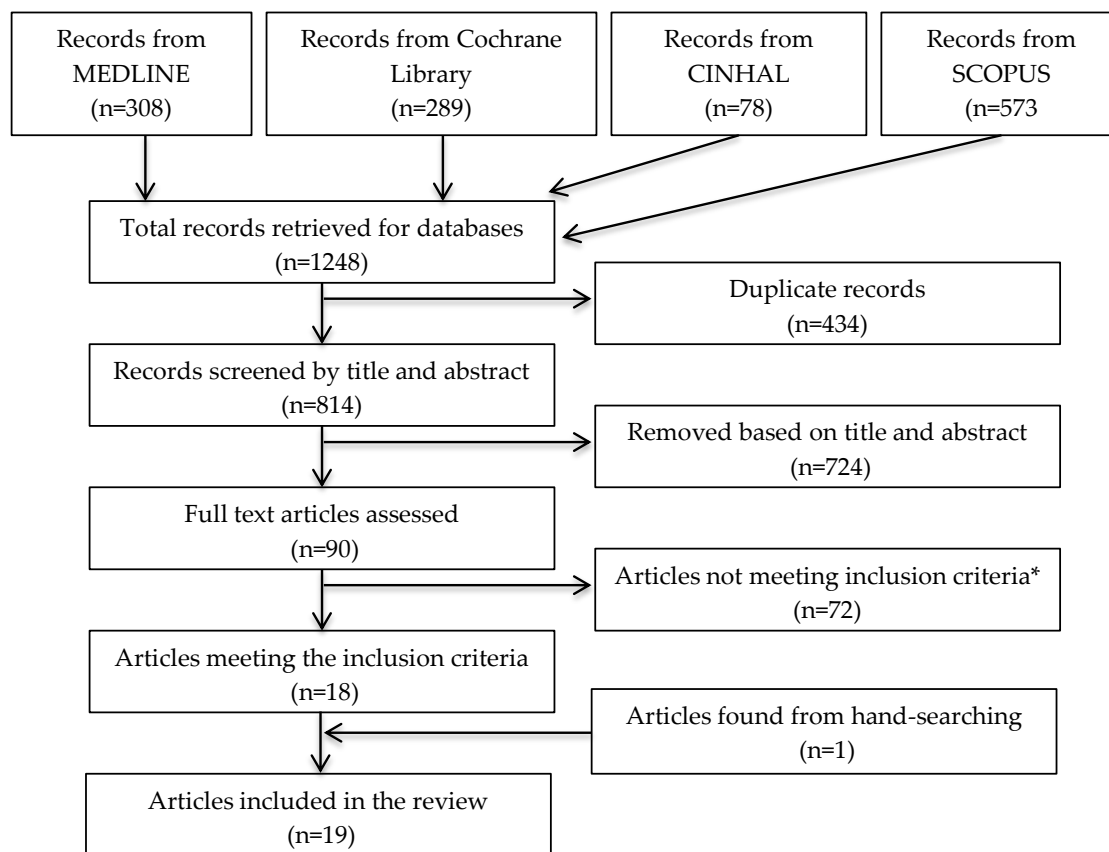 Records from
MEDLINE
(n=308)
Records from Cochrane
Library
(n=289)
Records from
CINHAL
(n=78)
Records from
SCOPUS
(n=573
Total records retrieved for databases
(n=1248)
Duplicate records
(n=434)
Records screened by title and abstract
(n=814)
Removed based on title and abstract
(n=724)
Full text articles assessed
(n=90)
Articles not meeting inclusion criteria*
(n=72)
Articles meeting the inclusion criteria
(n=18)
Articles found from hand-searching
(n=1)
Articles included in the review
(n=19)